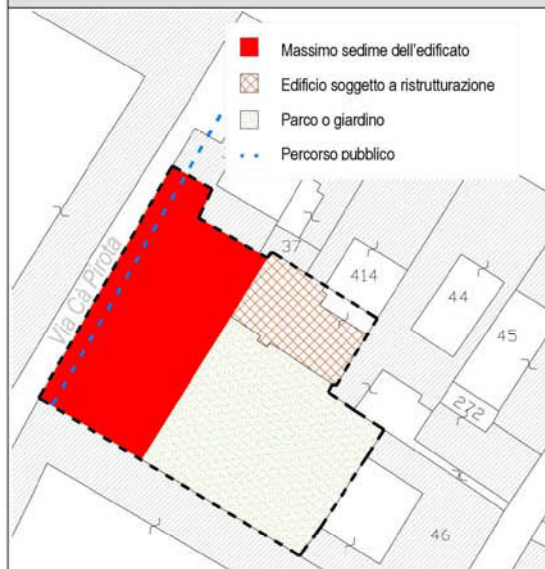 Massimo sedime dell'edificato
Edificio soggetto a ristrutturazione
Parco o giardino
Percorso pubblico
Via Cà Pirota
37
414
44
45
272
46